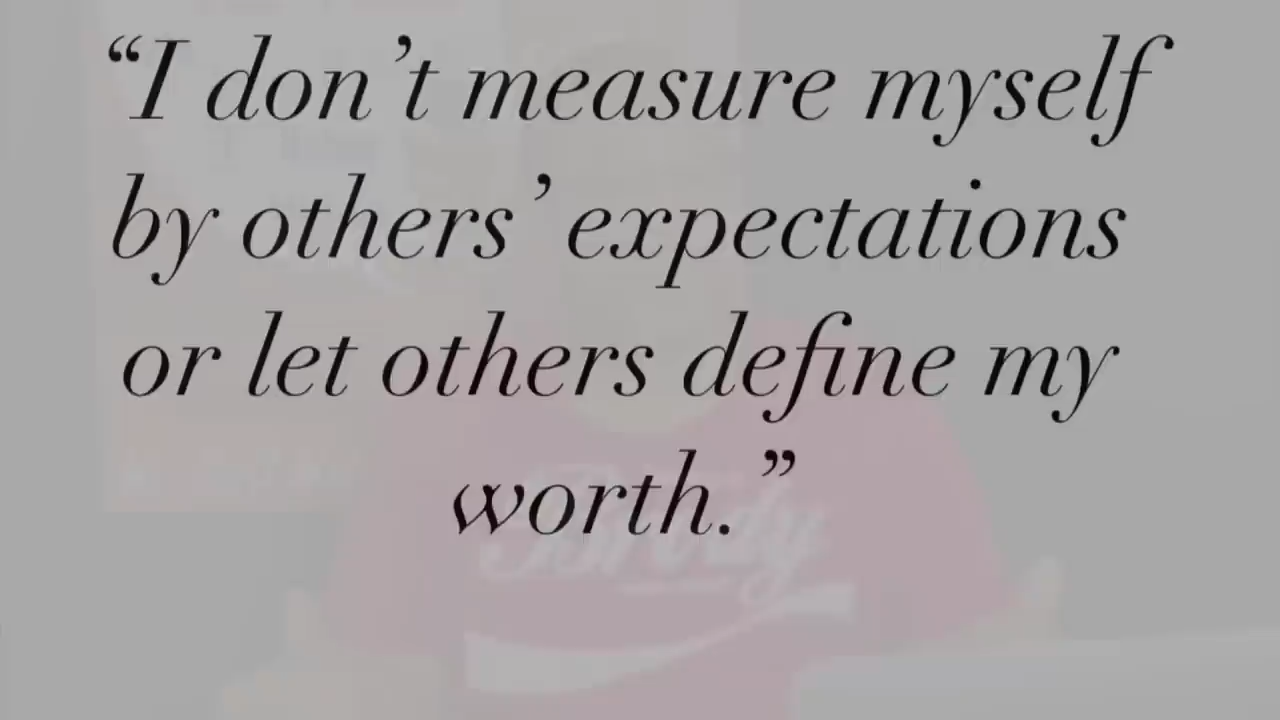 “I don’t measure myself
by others’ expectations
or let others define my
worth.”